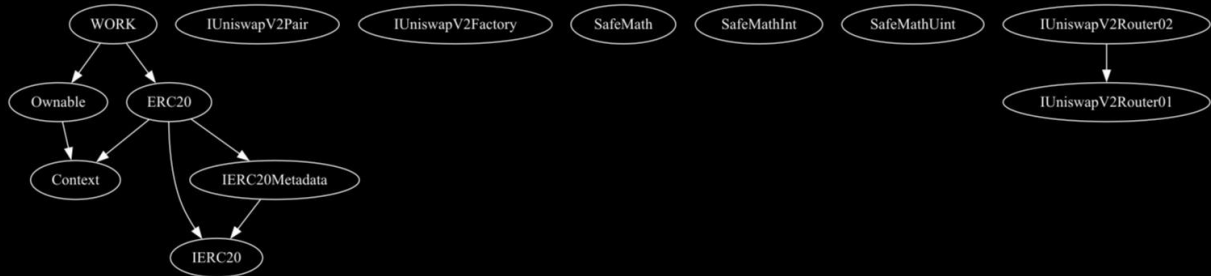 WORK
IUniswapV2Pair
IUniswapV2Factory
SafeMath
SafeMathInt
SafeMathUint
IUniswapV2Router02
Ownable
ERC20
IUniswapV2Router01
Context
IERC20Metadata
IERC20